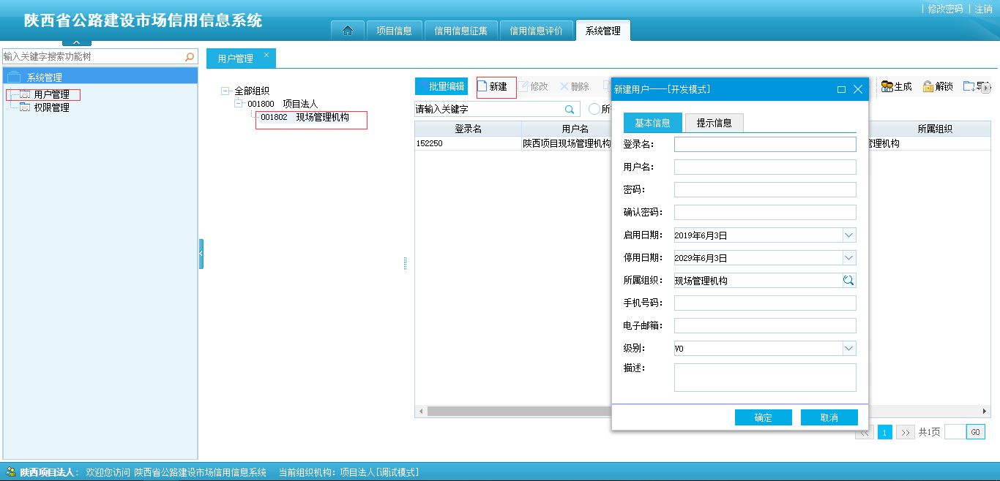 | 修改密码 | 注销
陕西省公路建设市场信用信息系统
项目信息 信用信息征集 信用信息评价 系统管理
输入关键字搜索功能树
系统管理
用户管理
权限管理
用户管理 ×
全部组织
001800 项目法人
001802 现场管理机构
批量编辑 新建 修改 删除 生成 解锁
请输入关键字 所
登录名 用户名 所属组织
152250 陕西项目现场管理机构 管理机构
新建用户——[开发模式]
基本信息 提示信息
登录名:
用户名:
密码:
确认密码:
启用日期: 2019年6月3日
停用日期: 2029年6月3日
所属组织: 现场管理机构
手机号码:
电子邮箱:
级别: V0
描述:
确定 取消
<< 1 >> 共1页 GO
陕西项目法人: 欢迎您访问 陕西省公路建设市场信用信息系统 当前组织机构: 项目法人[调试模式]